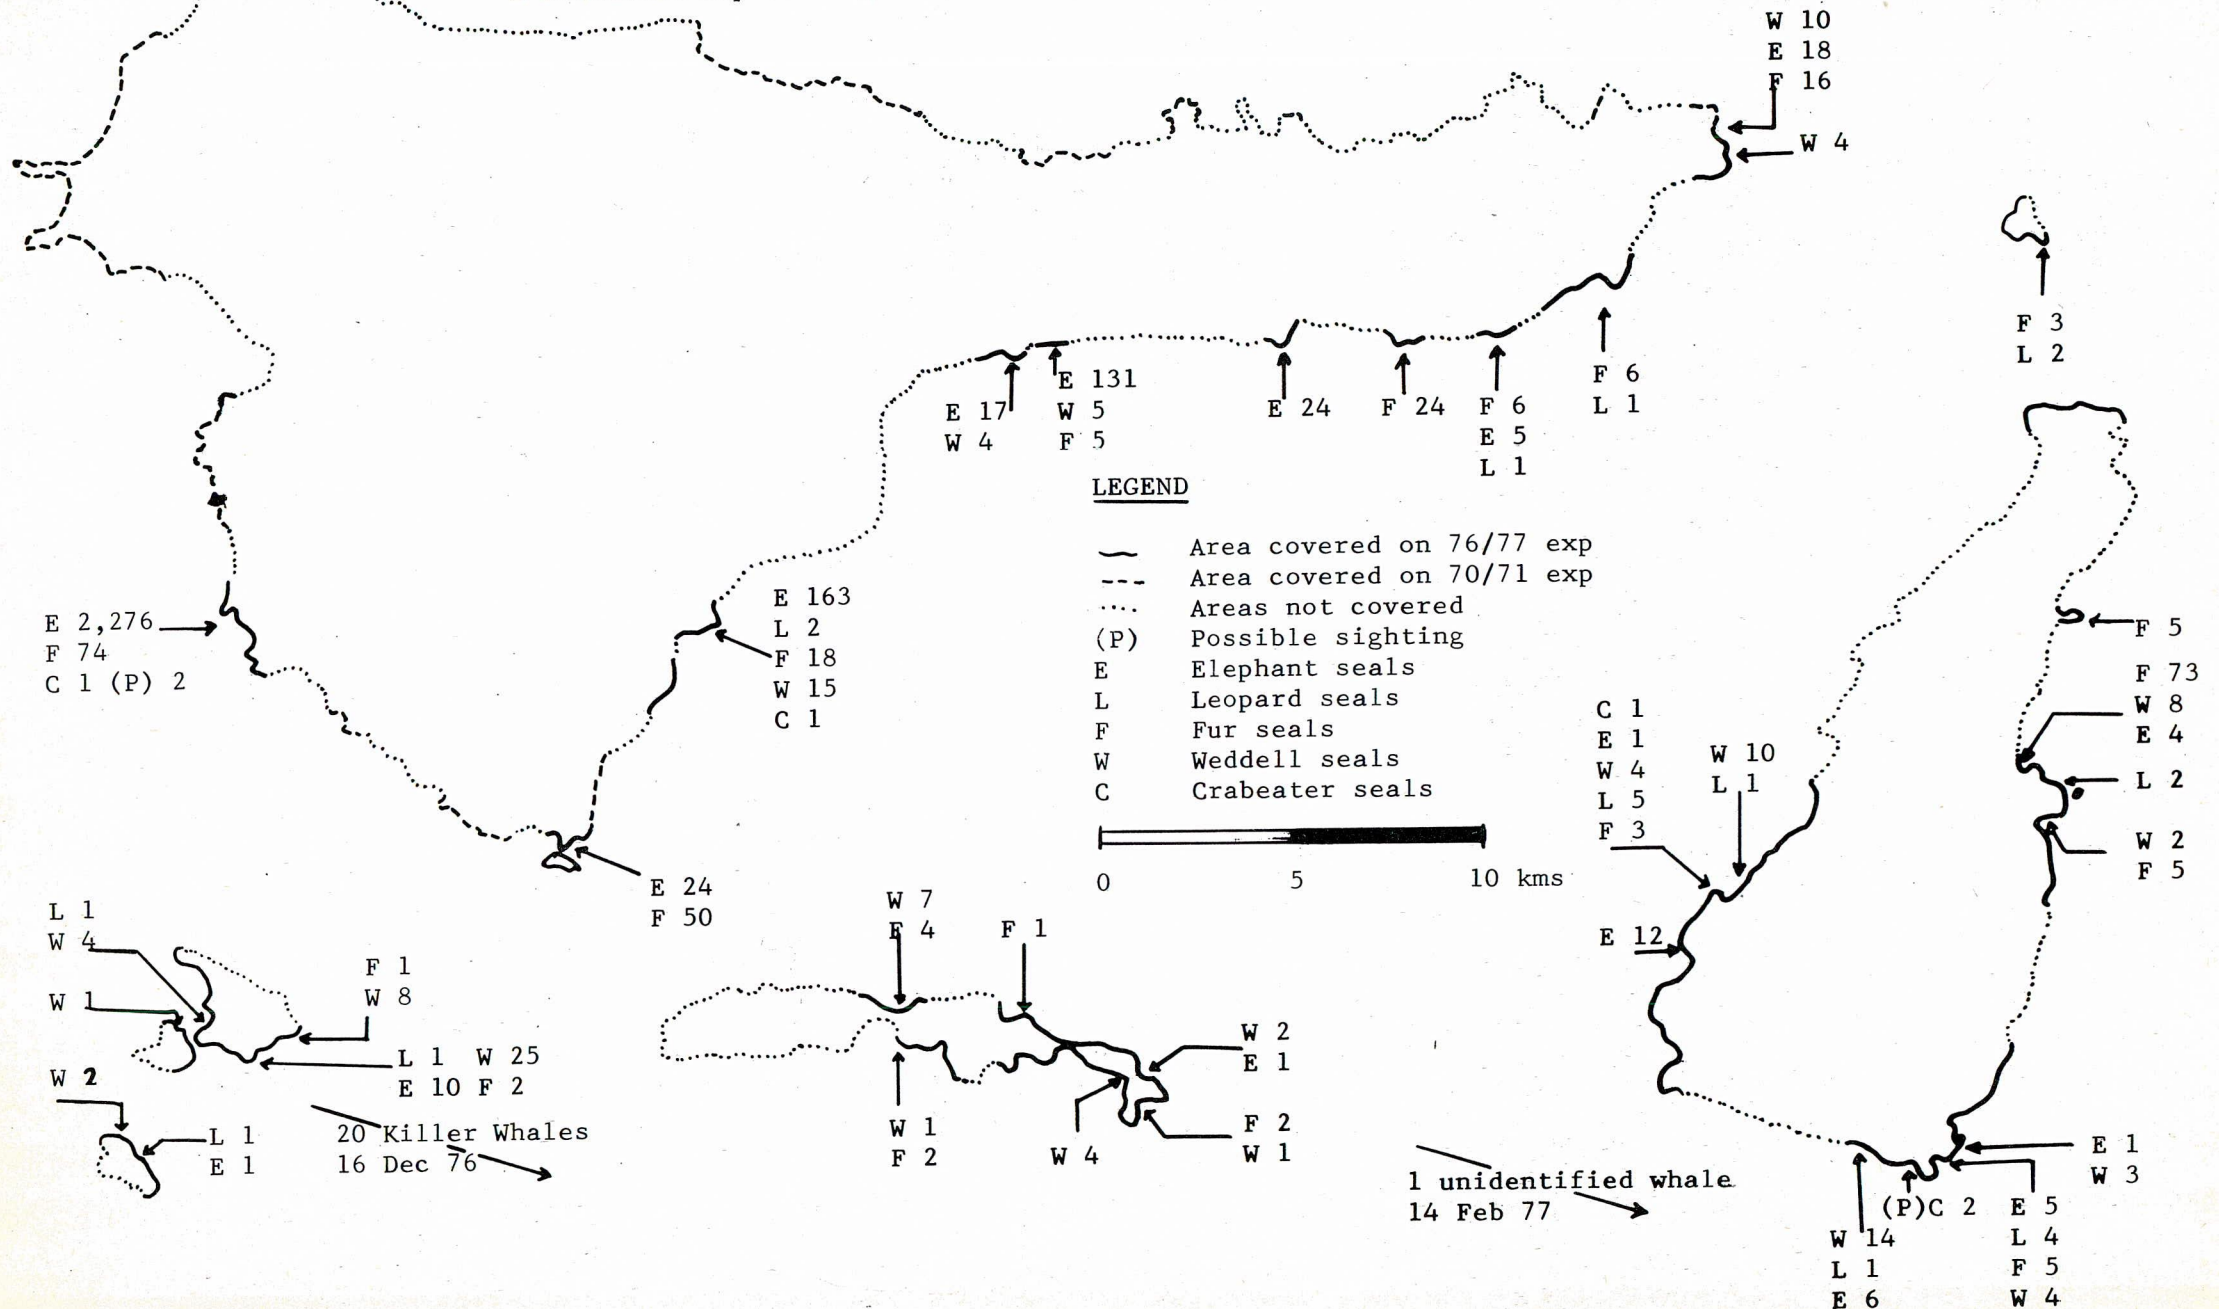 W 10
E 18
F 16
W 4
F 3
L 2
E 17
W 4
E 131
W 5
F 5
E 24
F 24
F 6
E 5
L 1
F 6
L 1
LEGEND
Area covered on 76/77 exp
Area covered on 70/71 exp
Areas not covered
(P) Possible sighting
E Elephant seals
L Leopard seals
F Fur seals
W Weddell seals
C Crabeater seals
0 5 10 kms
E 2,276
F 74
C 1 (P) 2
E 163
L 2
F 18
W 15
C 1
E 24
F 50
F 5
F 73
W 8
E 4
L 2
W 2
F 5
C 1
E 1
W 4
L 5
F 3
W 10
L 1
E 12
L 1
W 4
W 1
F 1
W 8
L 1 W 25
E 10 F 2
W 2
L 1
E 1
20 Killer Whales
16 Dec 76
W 7
4
F 1
W 2
E 1
W 1
F 2
W 4
F 2
W 1
1 unidentified whale
14 Feb 77
E 1
W 3
(P)C 2
E 5
L 4
F 5
W 4
W 14
L 1
E 6